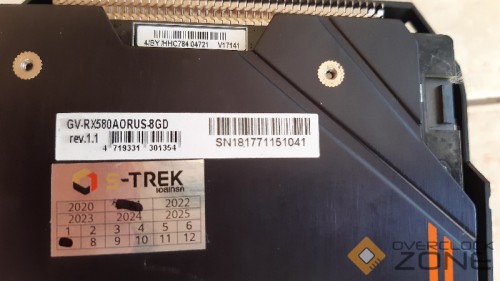 4/BY/HHC784 04721 V17141
GV-RX580AORUS-8GD
rev.1.1
4 719331 301354
SN181771151041
S-TREK
2020 2022
2023 2024 2025
1 2 3 4 5 6
8 9 10 11 12
OVERCLOCK
ZONE